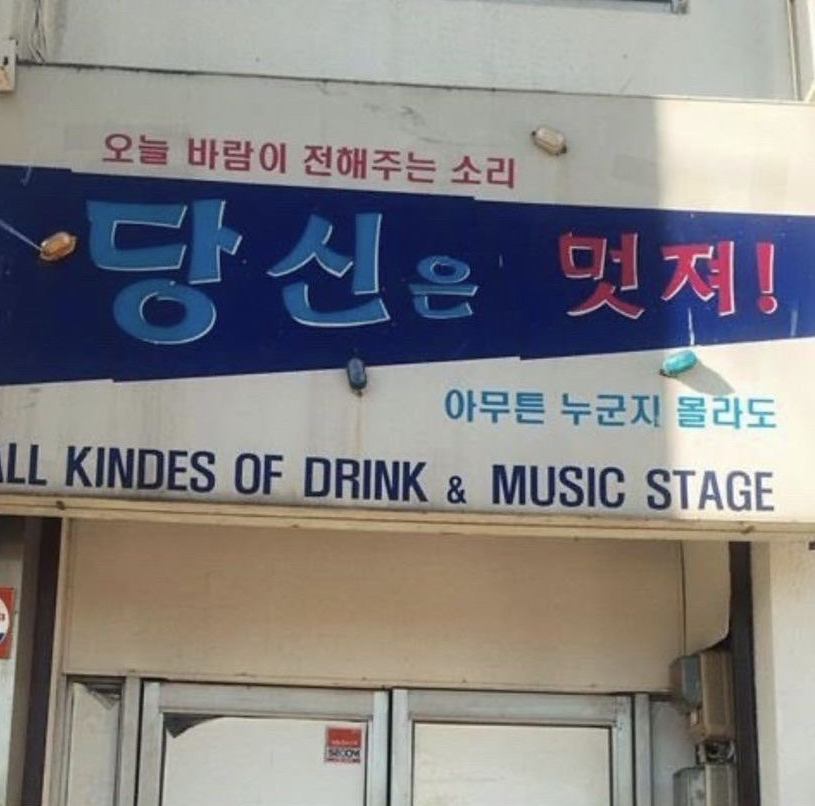 오늘 바람이 전해주는 소리
당신은 멋져!
아무튼 누군지 몰라도
ALL KINDES OF DRINK & MUSIC STAGE
SECOM